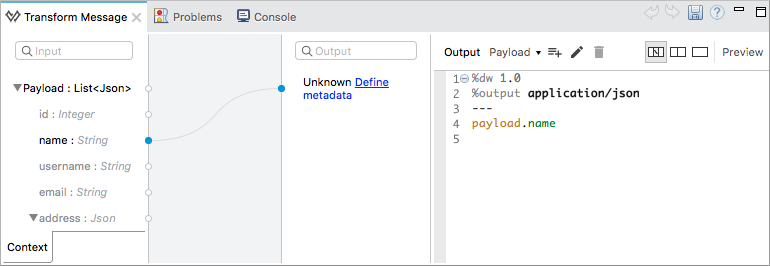 Transform Message
Problems
Console
Input
Payload : List<Json>
id : Integer
name : String
username : String
email : String
address : Json
Context
Output
Unknown Define
metadata
Output Payload Preview
1 %dw 1.0
2 %output application/json
3 ---
4 payload.name
5